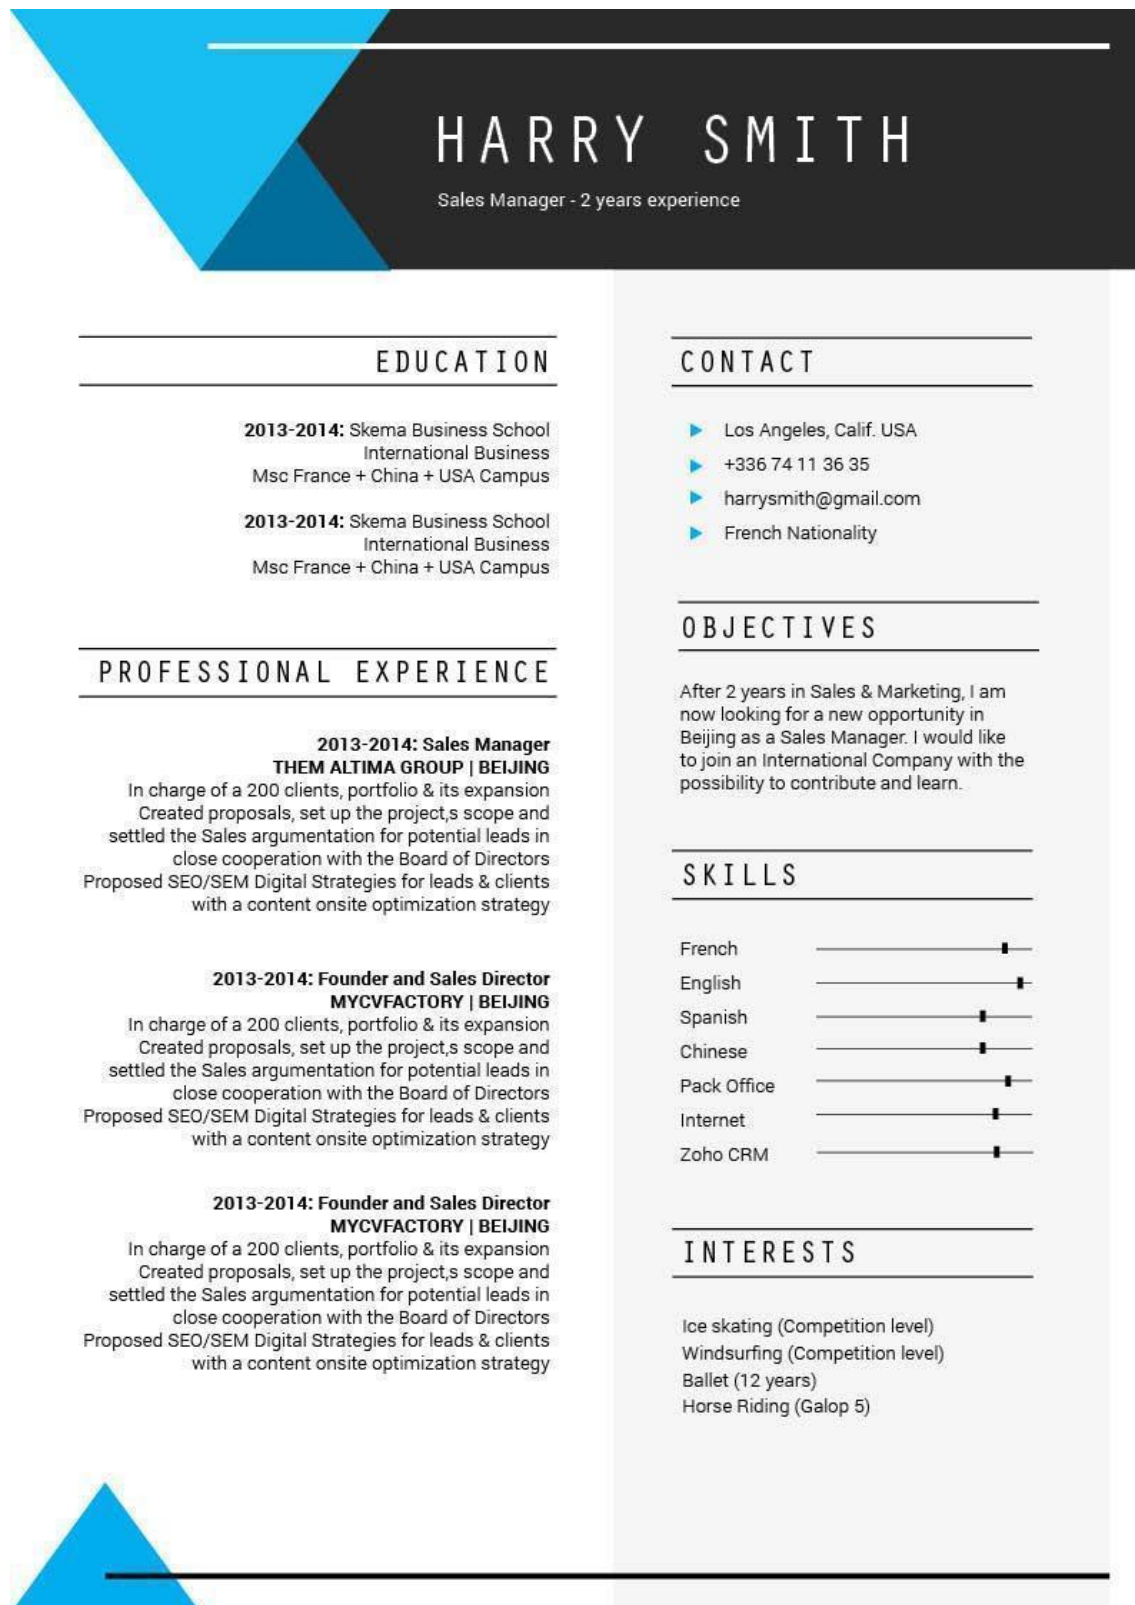 HARRY SMITH
Sales Manager - 2 years experience
EDUCATION
2013-2014: Skema Business School
International Business
Msc France + China + USA Campus
2013-2014: Skema Business School
International Business
Msc France + China + USA Campus
PROFESSIONAL EXPERIENCE
2013-2014: Sales Manager
THEM ALTIMA GROUP | BEIJING
In charge of a 200 clients, portfolio & its expansion
Created proposals, set up the project,s scope and
settled the Sales argumentation for potential leads in
close cooperation with the Board of Directors
Proposed SEO/SEM Digital Strategies for leads & clients
with a content onsite optimization strategy
2013-2014: Founder and Sales Director
MYCVFACTORY | BEIJING
In charge of a 200 clients, portfolio & its expansion
Created proposals, set up the project,s scope and
settled the Sales argumentation for potential leads in
close cooperation with the Board of Directors
Proposed SEO/SEM Digital Strategies for leads & clients
with a content onsite optimization strategy
2013-2014: Founder and Sales Director
MYCVFACTORY | BEIJING
In charge of a 200 clients, portfolio & its expansion
Created proposals, set up the project,s scope and
settled the Sales argumentation for potential leads in
close cooperation with the Board of Directors
Proposed SEO/SEM Digital Strategies for leads & clients
with a content onsite optimization strategy
CONTACT
Los Angeles, Calif. USA
+336 74 11 36 35
harrysmith@gmail.com
French Nationality
OBJECTIVES
After 2 years in Sales & Marketing, I am
now looking for a new opportunity in
Beijing as a Sales Manager. I would like
to join an International Company with the
possibility to contribute and learn.
SKILLS
French
English
Spanish
Chinese
Pack Office
Internet
Zoho CRM
INTERESTS
Ice skating (Competition level)
Windsurfing (Competition level)
Ballet (12 years)
Horse Riding (Galop 5)